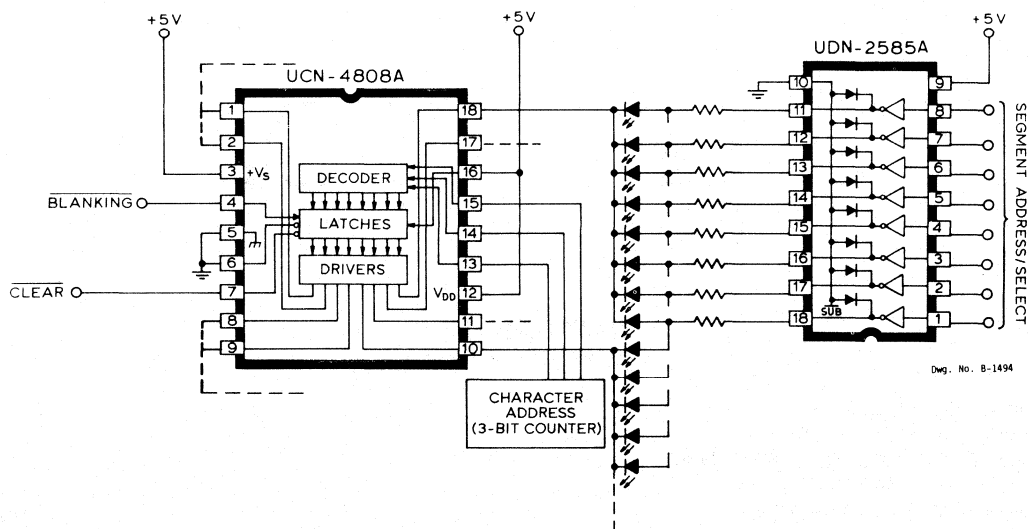 +5V
+5V
+5V
UCN-4808A
UDN-2585A
1
2
3
4
5
6
7
8
9
18
17
16
15
14
13
12
11
10
+VS
VDD
DECODER
LATCHES
DRIVERS
BLANKING
CLEAR
CHARACTER
ADDRESS
(3-BIT COUNTER)
10
11
12
13
14
15
16
17
18
9
8
7
6
5
4
3
2
1
SUB
SEGMENT ADDRESS/SELECT
Dwg. No. B-1494